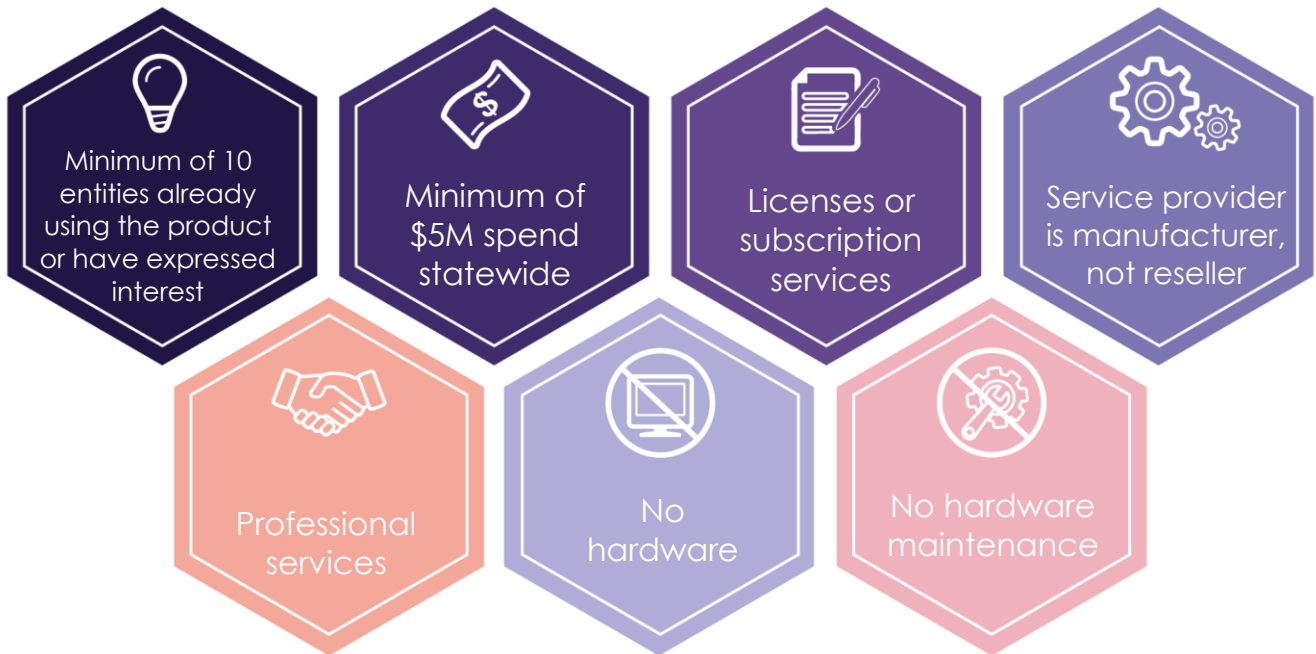 Minimum of 10
entities already
using the product
or have expressed
interest
$
Minimum of
$5M spend
statewide
Licenses or
subscription
services
Service provider
is manufacturer,
not reseller
Professional
services
No
hardware
No hardware
maintenance